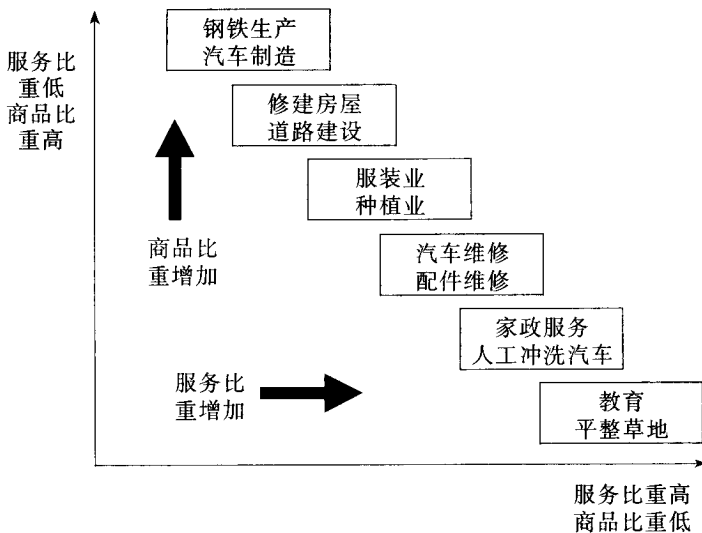 服务比
重低
商品比
重高
钢铁生产
汽车制造
修建房屋
道路建设
服装业
种植业
商品比
重增加
汽车维修
配件维修
家政服务
人工冲洗汽车
服务比
重增加
教育
平整草地
服务比重高
商品比重低